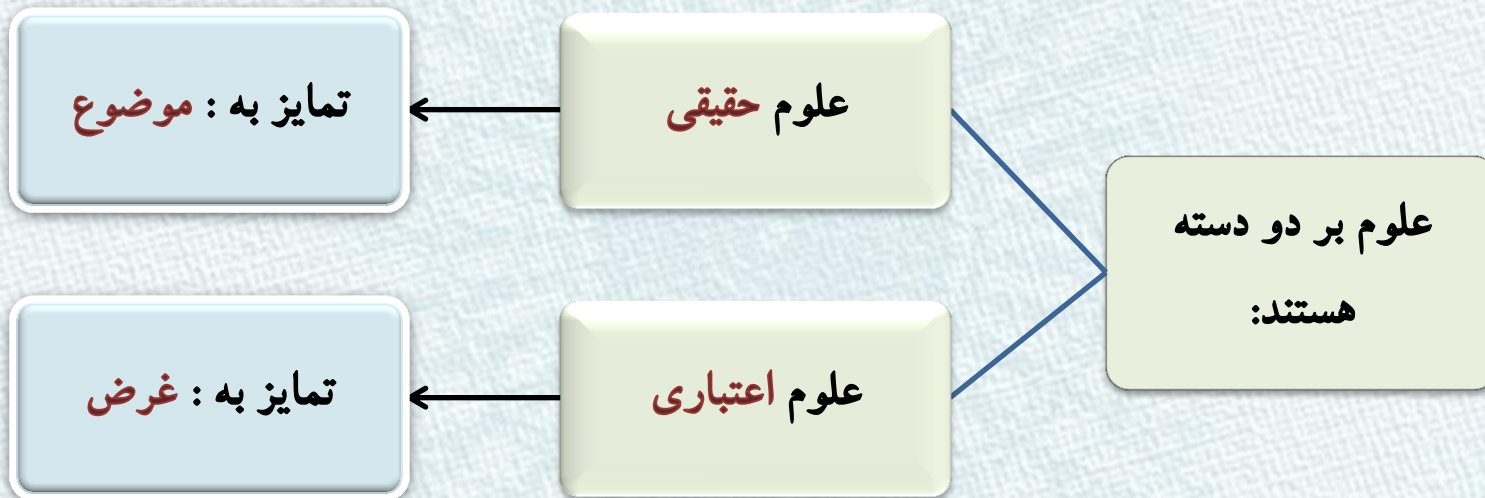 علوم بر دو دسته
هستند:
علوم حقیقی
تمایز به : موضوع
علوم اعتباری
تمایز به : غرض